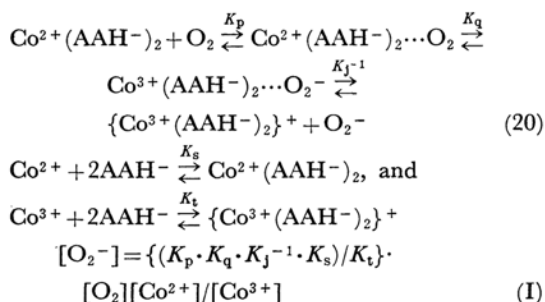 Co²⁺(AAH⁻)₂+O₂ ⇌ Co²⁺(AAH⁻)₂⋯O₂ ⇌
Kp Kq
Co³⁺(AAH⁻)₂⋯O₂⁻ ⇌
Kj⁻¹
{Co³⁺(AAH⁻)₂}⁺+O₂⁻ (20)
Co²⁺+2AAH⁻ ⇌ Co²⁺(AAH⁻)₂, and
Ks
Co³⁺+2AAH⁻ ⇌ {Co³⁺(AAH⁻)₂}⁺
Kt
[O₂⁻]={(Kp·Kq·Kj⁻¹·Ks)/Kt}·
[O₂][Co²⁺]/[Co³⁺] (I)